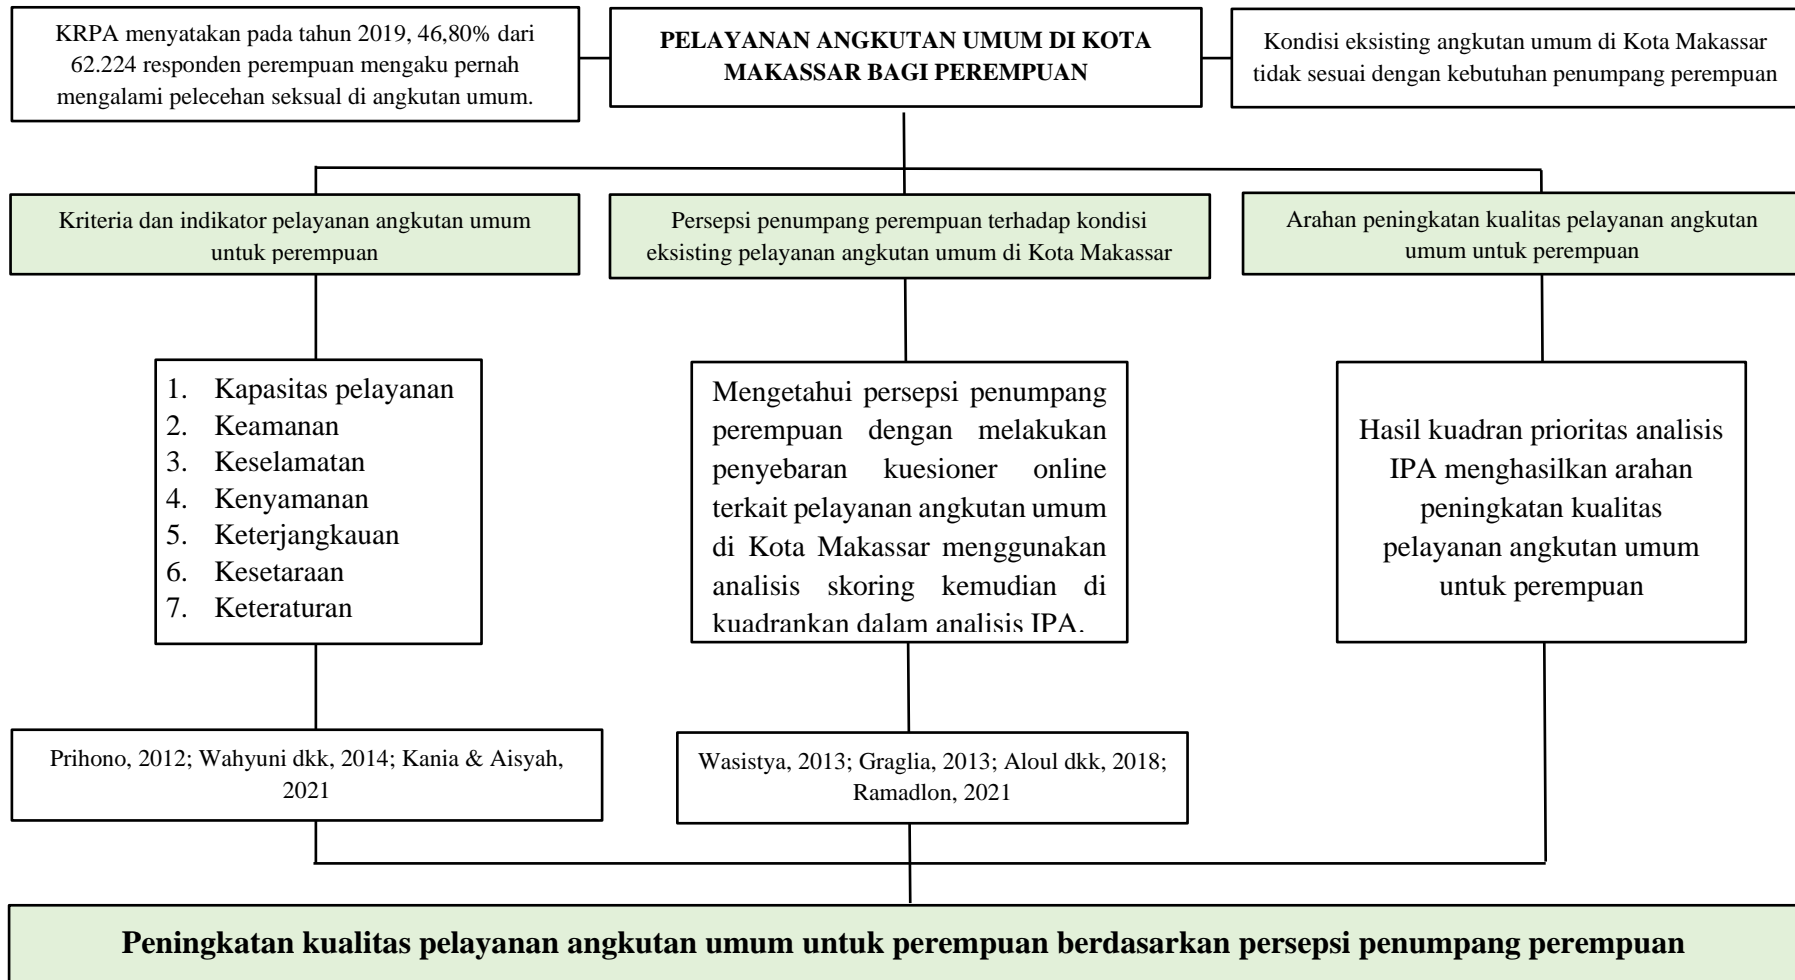 KRPA menyatakan pada tahun 2019, 46,80% dari
62.224 responden perempuan mengaku pernah
mengalami pelecehan seksual di angkutan umum.
PELAYANAN ANGKUTAN UMUM DI KOTA
MAKASSAR BAGI PEREMPUAN
Kondisi eksisting angkutan umum di Kota Makassar
tidak sesuai dengan kebutuhan penumpang perempuan
Kriteria dan indikator pelayanan angkutan umum
untuk perempuan
Persepsi penumpang perempuan terhadap kondisi
eksisting pelayanan angkutan umum di Kota Makassar
Arahan peningkatan kualitas pelayanan angkutan
umum untuk perempuan
1. Kapasitas pelayanan
2. Keamanan
3. Keselamatan
4. Kenyamanan
5. Keterjangkauan
6. Kesetaraan
7. Keteraturan
Mengetahui persepsi penumpang
perempuan dengan melakukan
penyebaran kuesioner online
terkait pelayanan angkutan umum
di Kota Makassar menggunakan
analisis skoring kemudian di
kuadrankan dalam analisis IPA.
Hasil kuadran prioritas analisis
IPA menghasilkan arahan
peningkatan kualitas
pelayanan angkutan umum
untuk perempuan
Prihono, 2012; Wahyuni dkk, 2014; Kania & Aisyah,
2021
Wasistya, 2013; Graglia, 2013; Aloul dkk, 2018;
Ramadlon, 2021
Peningkatan kualitas pelayanan angkutan umum untuk perempuan berdasarkan persepsi penumpang perempuan